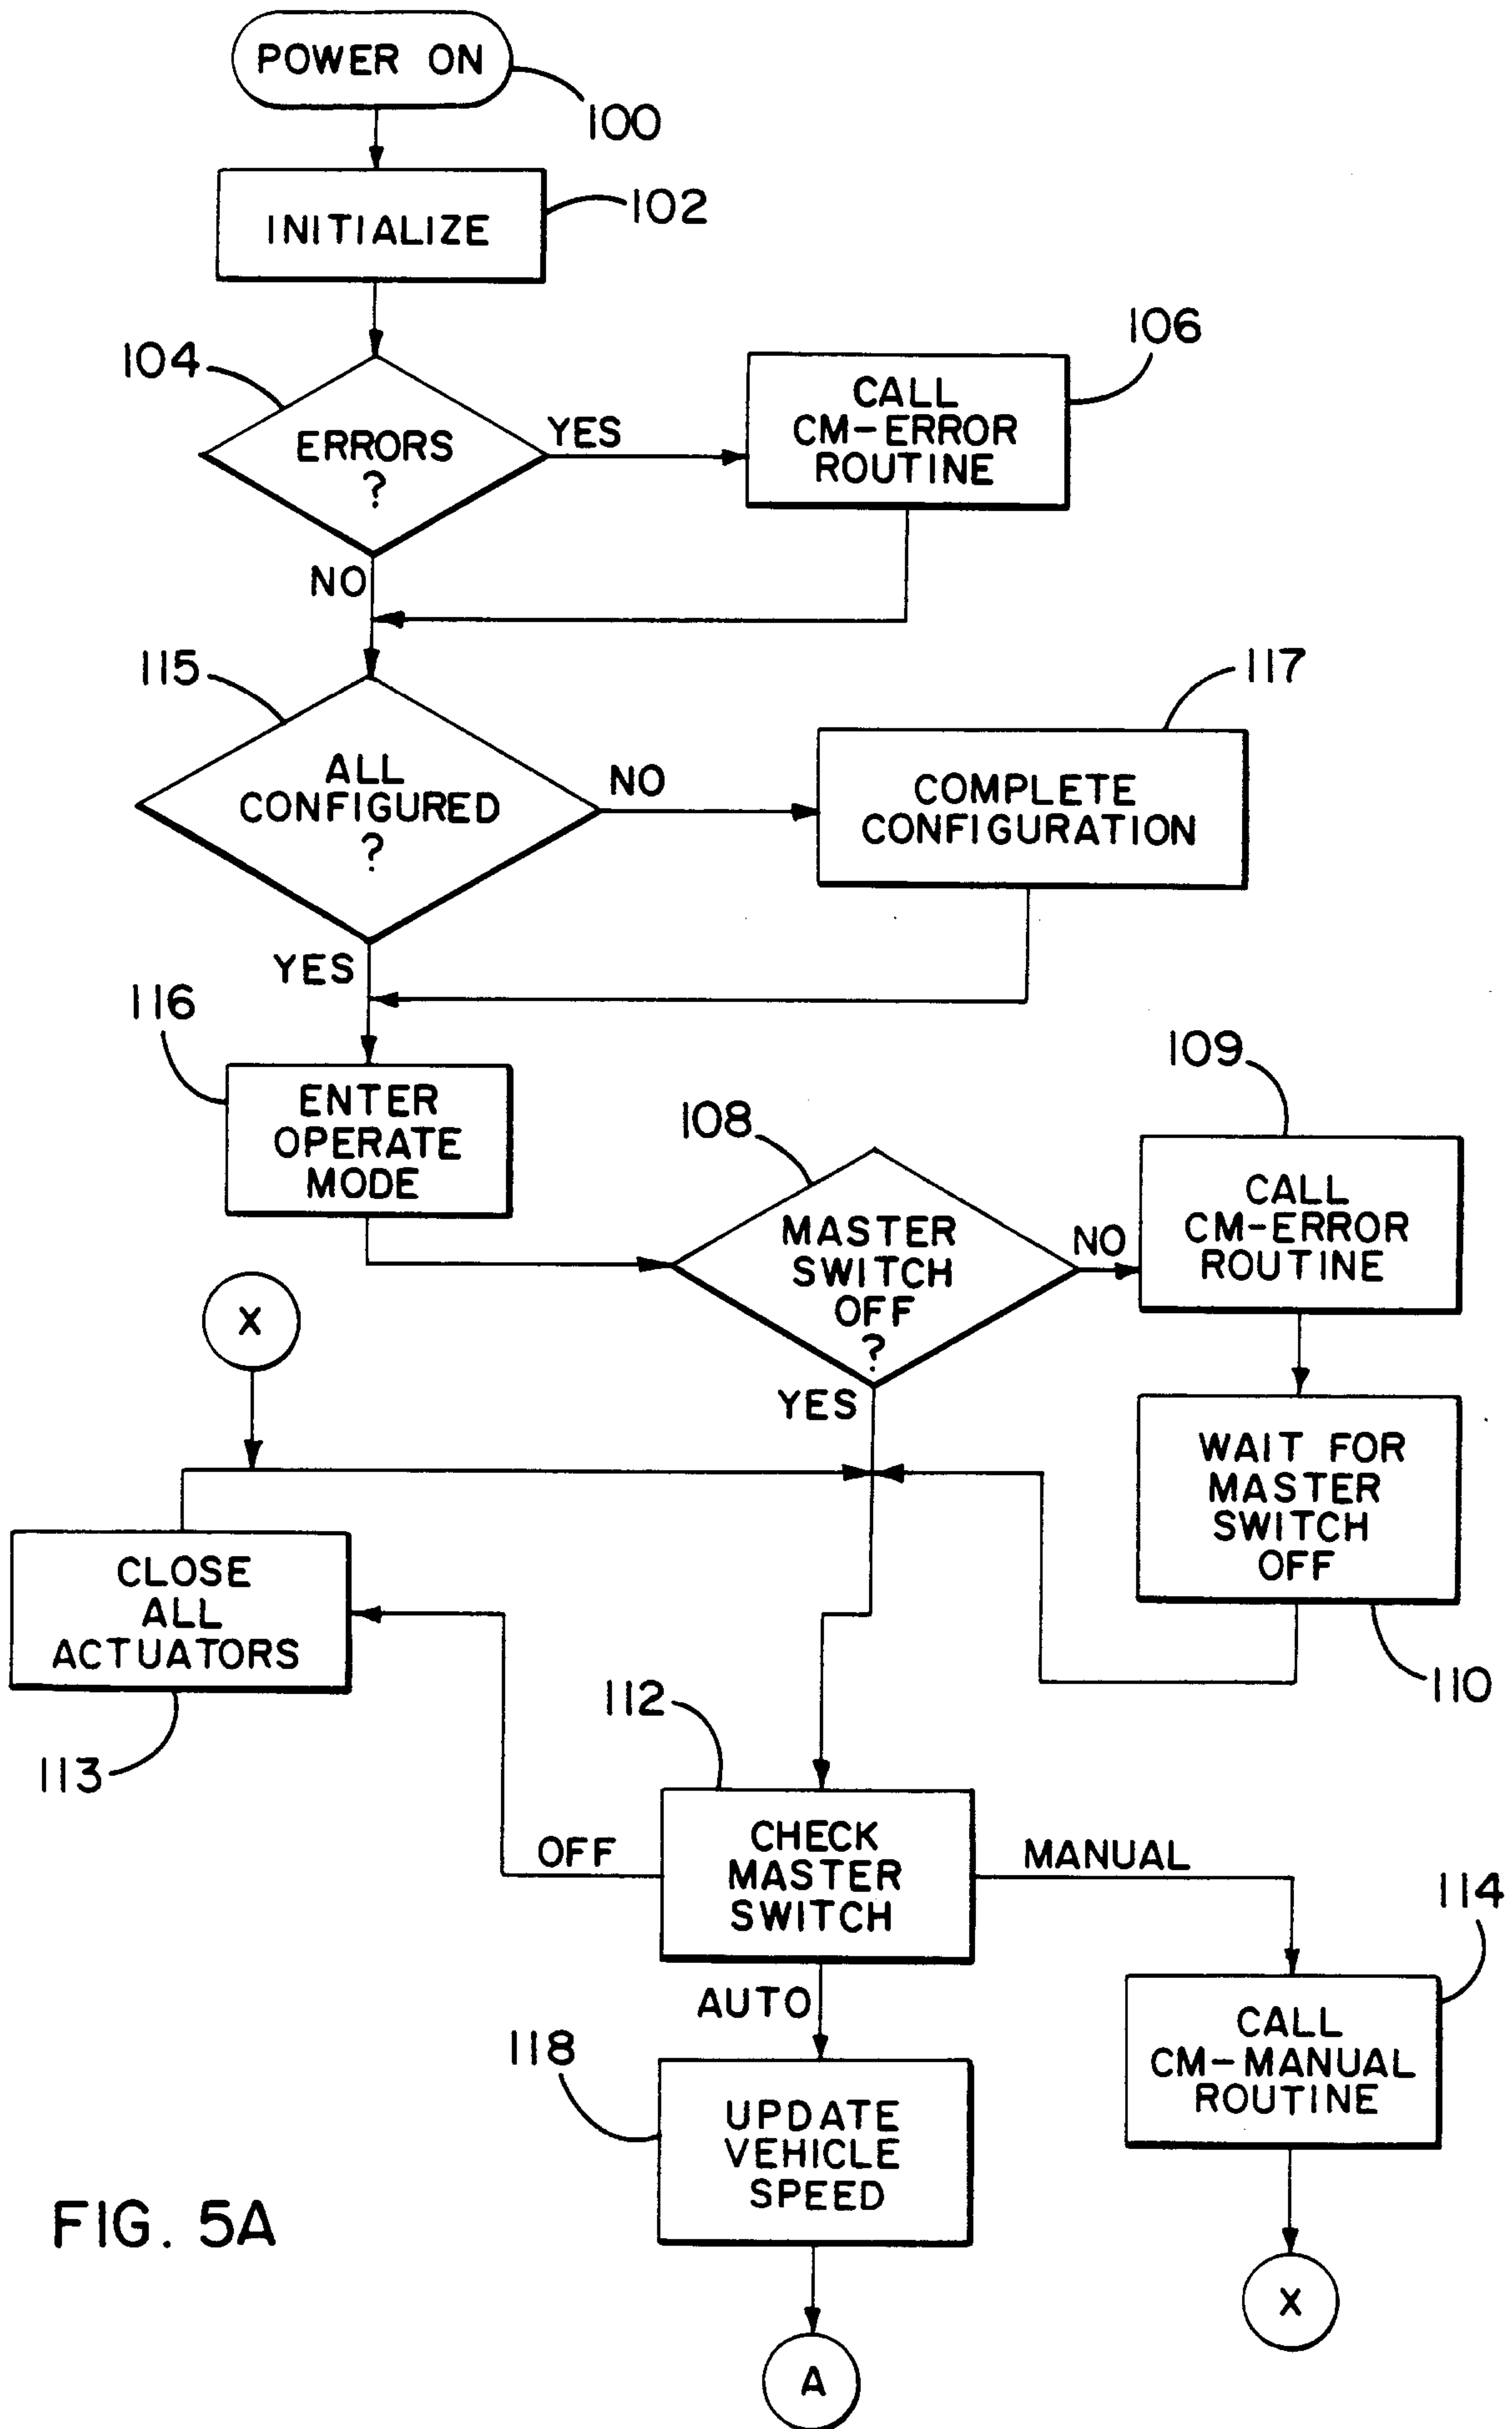 POWER ON
100
INITIALIZE
102
104
ERRORS
?
YES
NO
CALL
CM-ERROR
ROUTINE
106
115
ALL
CONFIGURED
?
NO
YES
COMPLETE
CONFIGURATION
117
116
ENTER
OPERATE
MODE
108
MASTER
SWITCH
OFF
?
NO
YES
109
CALL
CM-ERROR
ROUTINE
X
WAIT FOR
MASTER
SWITCH
OFF
110
CLOSE
ALL
ACTUATORS
113
112
CHECK
MASTER
SWITCH
OFF
MANUAL
AUTO
114
CALL
CM-MANUAL
ROUTINE
118
UPDATE
VEHICLE
SPEED
X
A
FIG. 5A